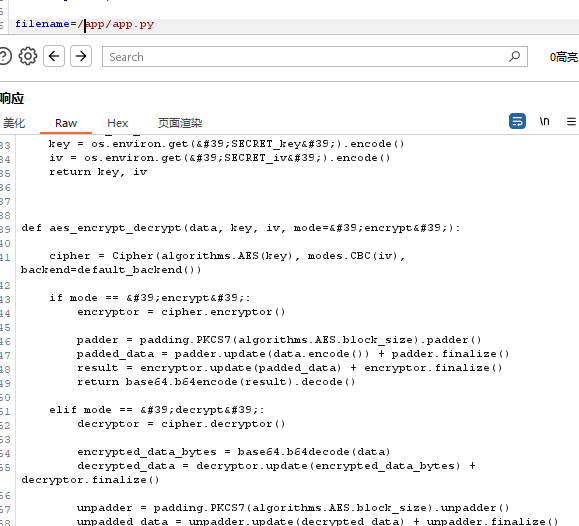 5
6 filename=/app/app.py
Search
0高亮
响应
美化 Raw Hex 页面渲染 \n
33 key = os.environ.get(&#39;SECRET_key&#39;).encode()
34 iv = os.environ.get(&#39;SECRET_iv&#39;).encode()
35 return key, iv
36
37
38
39 def aes_encrypt_decrypt(data, key, iv, mode=&#39;encrypt&#39;):
40
41 cipher = Cipher(algorithms.AES(key), modes.CBC(iv),
backend=default_backend())
42
43 if mode == &#39;encrypt&#39;:
44 encryptor = cipher.encryptor()
45
46 padder = padding.PKCS7(algorithms.AES.block_size).padder()
47 padded_data = padder.update(data.encode()) + padder.finalize()
48 result = encryptor.update(padded_data) + encryptor.finalize()
49 return base64.b64encode(result).decode()
50
51 elif mode == &#39;decrypt&#39;:
52 decryptor = cipher.decryptor()
53
54 encrypted_data_bytes = base64.b64decode(data)
55 decrypted_data = decryptor.update(encrypted_data_bytes) +
decryptor.finalize()
56
57 unpadder = padding.PKCS7(algorithms.AES.block_size).unpadder()
58 unpadded_data = unpadder.update(decrypted_data) + unpadder.finalize()